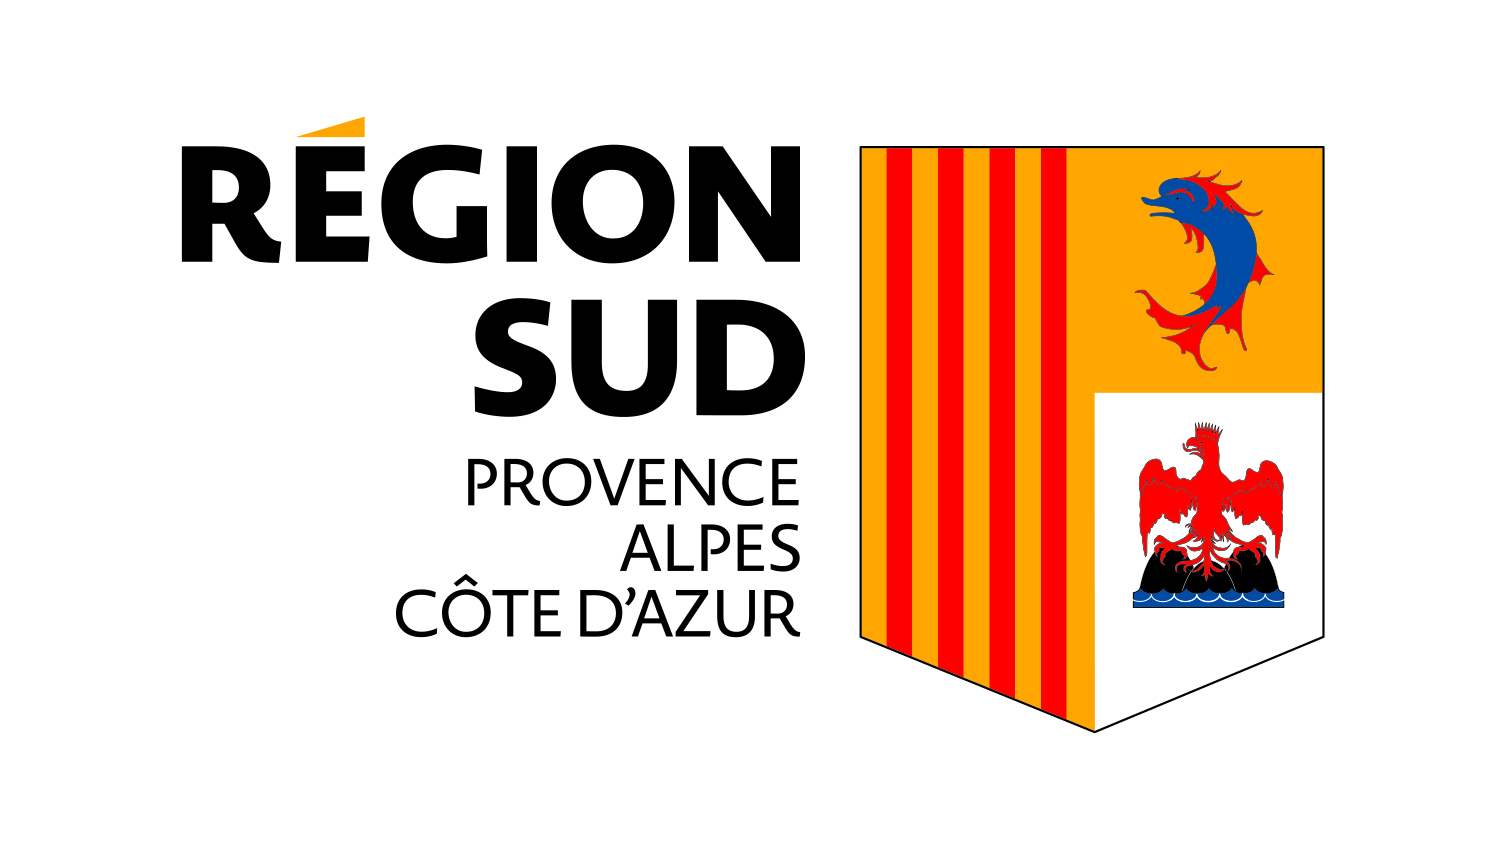 RÉGION
SUD
PROVENCE
ALPES
CÔTE D’AZUR